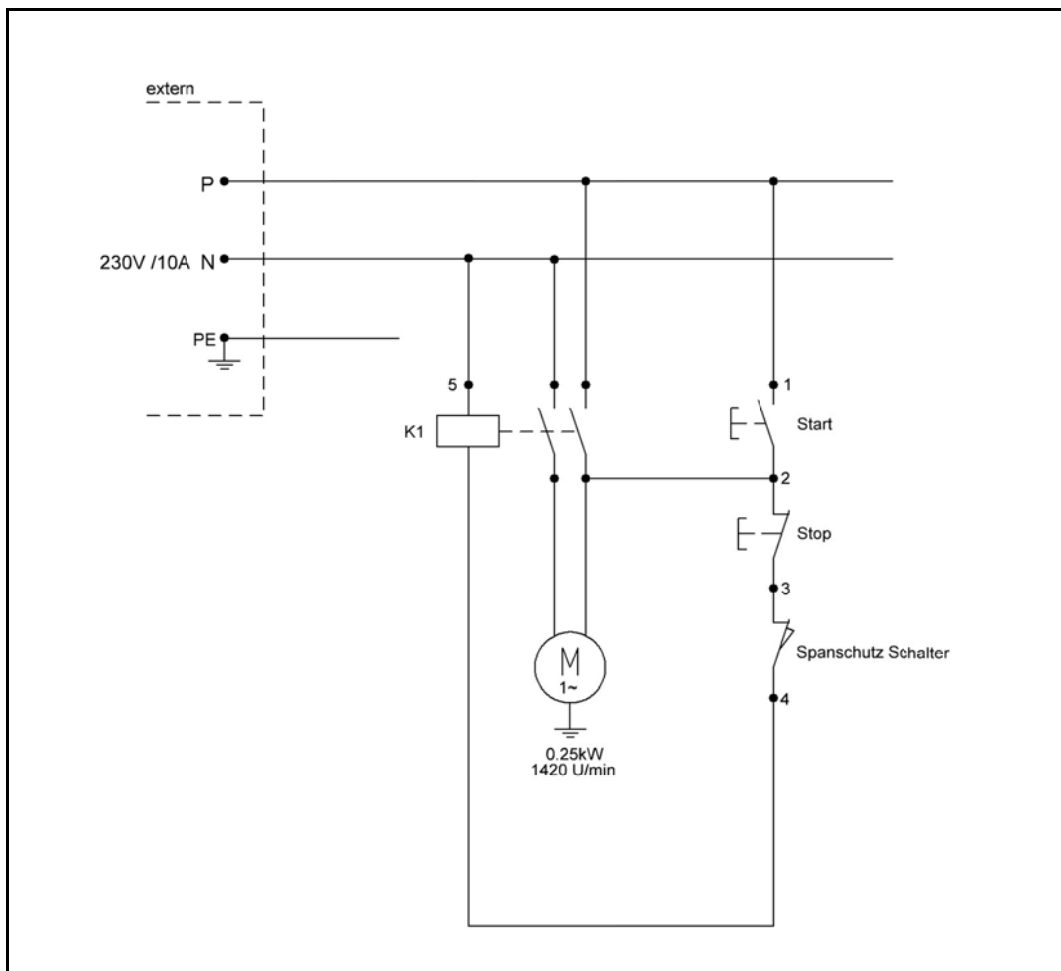 extern
P
230V /10A N
PE
5
1
K1
Start
2
Stop
3
M
1~
Spanschutz Schalter
4
0.25kW
1420 U/min